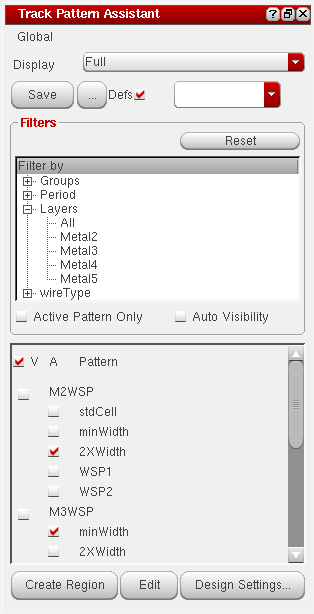 Track Pattern Assistant
Global
Display Full
Save ... Defs
Filters
Reset
Filter by
Groups
Period
Layers
All
Metal2
Metal3
Metal4
Metal5
wireType
Active Pattern Only Auto Visibility
V A Pattern
M2WSP
stdCell
minWidth
2XWidth
WSP1
WSP2
M3WSP
minWidth
2XWidth
Create Region Edit Design Settings...